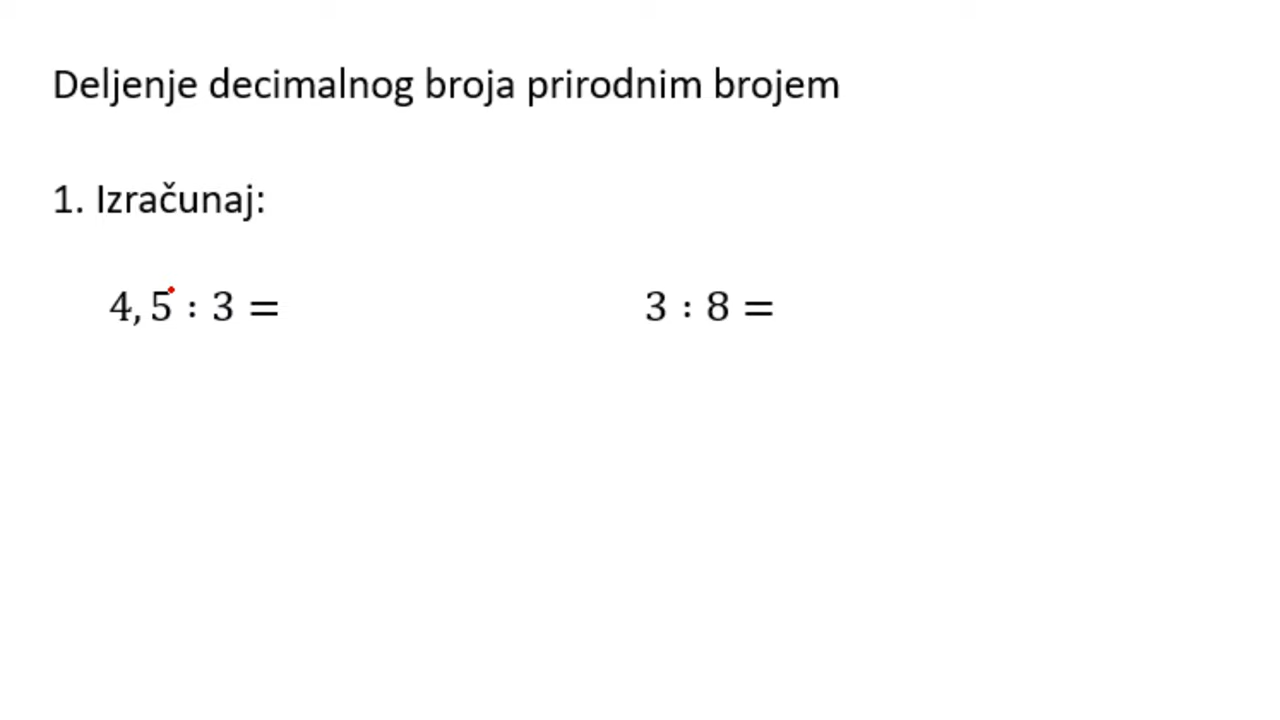 Deljenje decimalnog broja prirodnim brojem
1. Izračunaj:
4,5 : 3 =
3 : 8 =